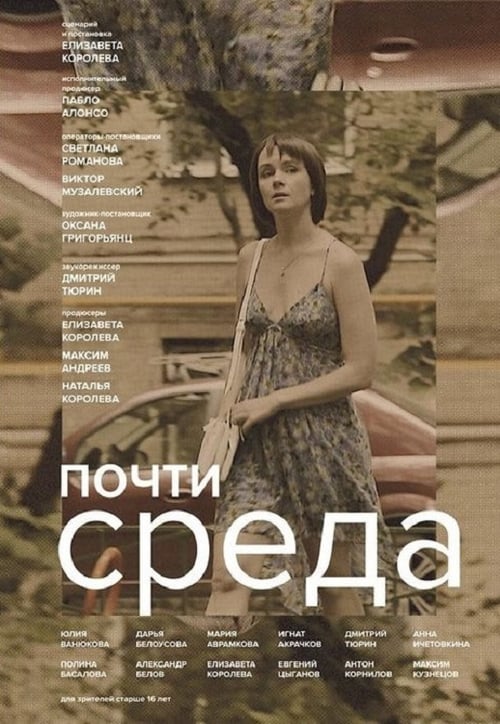 сценарий
и постановка
ЕЛИЗАВЕТА
КОРОЛЕВА
исполнительный
продюсер
ПАБЛО
АЛОНСО
операторы-постановщики
СВЕТЛАНА
РОМАНОВА
ВИКТОР
МУЗАЛЕВСКИЙ
художник-постановщик
ОКСАНА
ГРИГОРЬЯНЦ
звукорежиссер
ДМИТРИЙ
ТЮРИН
продюсеры
ЕЛИЗАВЕТА
КОРОЛЕВА
МАКСИМ
АНДРЕЕВ
НАТАЛЬЯ
КОРОЛЕВА
ПОЧТИ
среда
ЮЛИЯ ДАРЬЯ МАРИЯ ИГНАТ ДМИТРИЙ АННА
ВАНЮКОВА БЕЛОУСОВА АВРАМКОВА АКРАЧКОВ ТЮРИН ИЧЕТОВКИНА
ПОЛИНА АЛЕКСАНДР ЕЛИЗАВЕТА ЕВГЕНИЙ АНТОН МАКСИМ
БАСАЛОВА БЕЛОВ КОРОЛЕВА ЦЫГАНОВ КОРНИЛОВ КУЗНЕЦОВ
для зрителей старше 16 лет